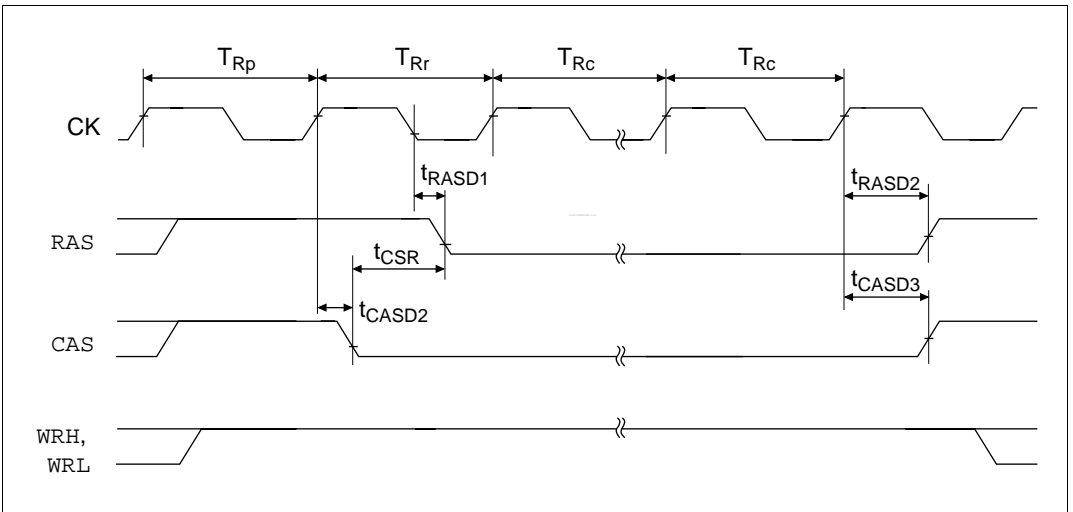 TRp TRr TRc TRc
CK
tRASD1 tRASD2
RAS
tCSR
tCASD3
tCASD2
CAS
WRH,
WRL